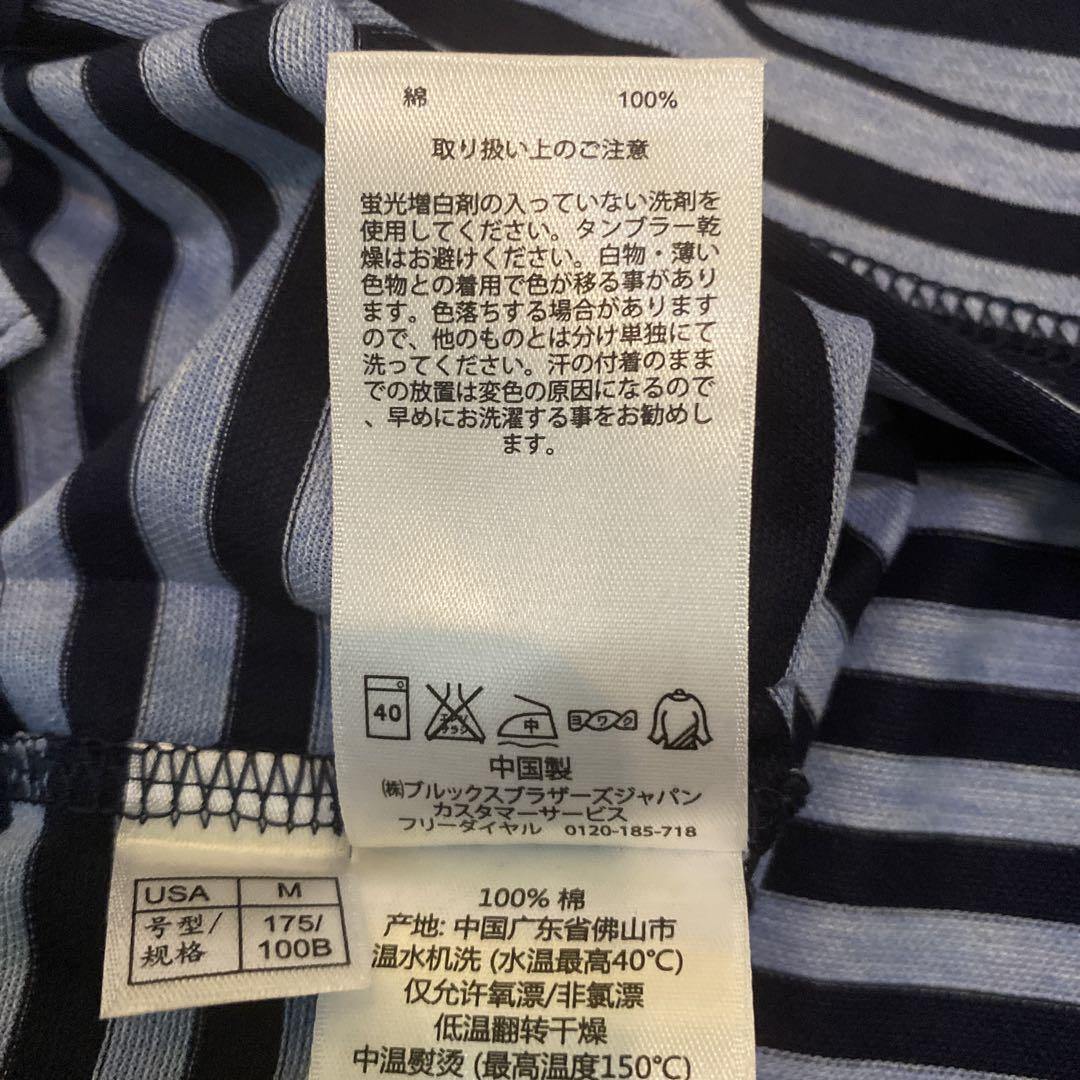 綿 100%
取り扱い上のご注意
蛍光増白剤の入っていない洗剤を
使用してください。タンブラー乾
燥はお避けください。白物・薄い
色物との着用で色が移る事があり
ます。色落ちする場合があります
ので、他のものとは分け単独にて
洗ってください。汗の付着のまま
での放置は変色の原因になるので
、早めにお洗濯する事をお勧めし
ます。
40
エンソ
サラシ
中
ヨワク
中国製
㈱ブルックスブラザーズジャパン
カスタマーサービス
フリーダイヤル 0120-185-718
USA M
号型/ 175/
规格 100B
100% 棉
产地: 中国广东省佛山市
温水机洗 (水温最高40℃)
仅允许氧漂/非氯漂
低温翻转干燥
中温熨烫 (最高温度150℃)